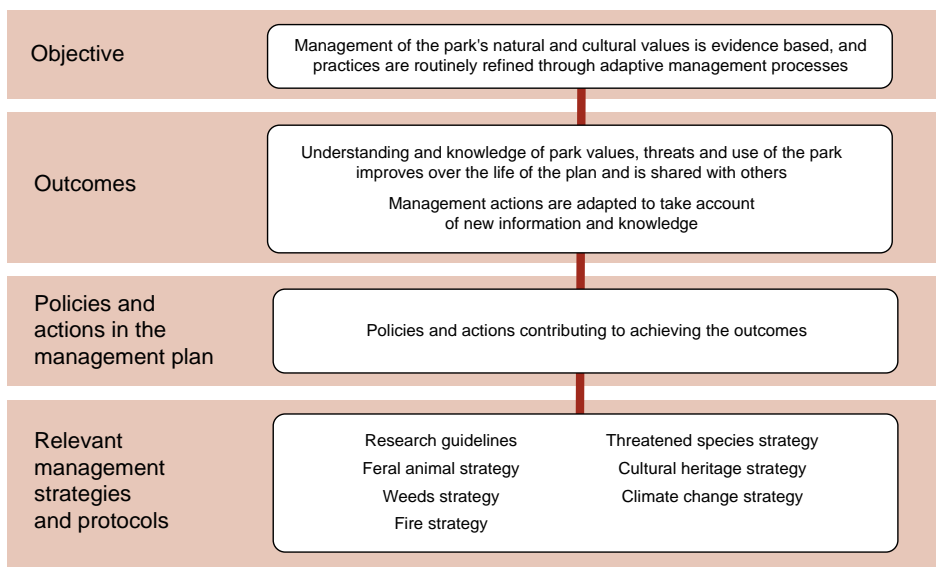 Objective
Management of the park's natural and cultural values is evidence based, and
practices are routinely refined through adaptive management processes
Outcomes
Understanding and knowledge of park values, threats and use of the park
improves over the life of the plan and is shared with others
Management actions are adapted to take account
of new information and knowledge
Policies and
actions in the
management plan
Policies and actions contributing to achieving the outcomes
Relevant
management
strategies
and protocols
Research guidelines
Feral animal strategy
Weeds strategy
Fire strategy
Threatened species strategy
Cultural heritage strategy
Climate change strategy